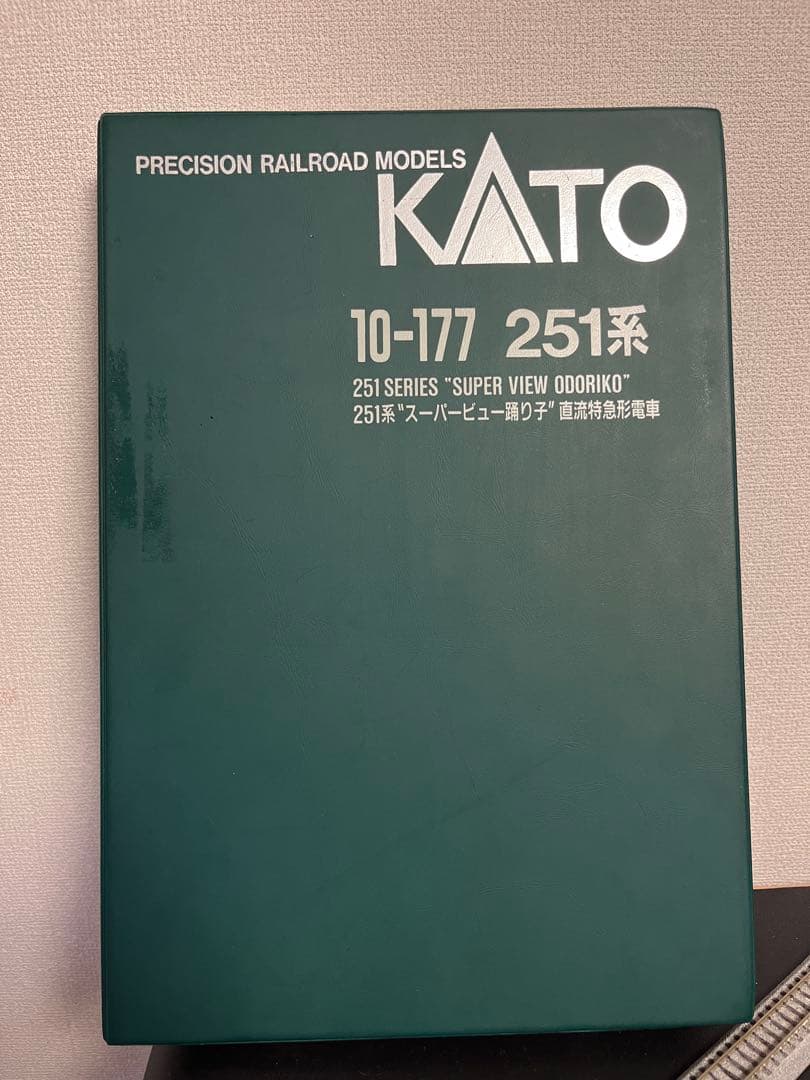 PRECISION RAILROAD MODELS
KATO
10-177 251系
251 SERIES "SUPER VIEW ODORIKO"
251系"スーパービュー踊り子"直流特急形電車